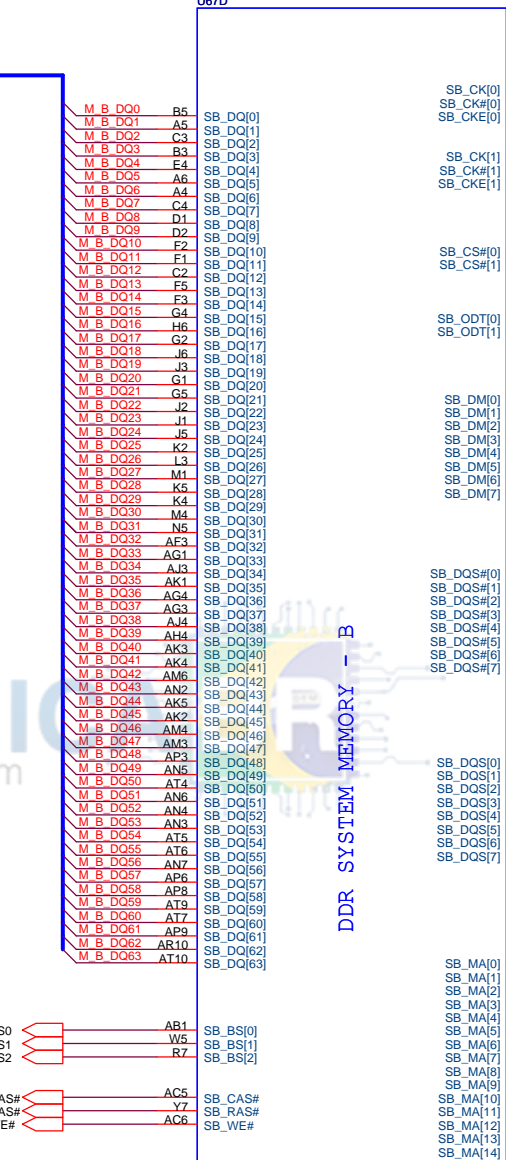 U67D
M_B_DQ0 B5 SB_DQ[0]
M_B_DQ1 A5 SB_DQ[1]
M_B_DQ2 C3 SB_DQ[2]
M_B_DQ3 B3 SB_DQ[3]
M_B_DQ4 E4 SB_DQ[4]
M_B_DQ5 A6 SB_DQ[5]
M_B_DQ6 A4 SB_DQ[6]
M_B_DQ7 C4 SB_DQ[7]
M_B_DQ8 D1 SB_DQ[8]
M_B_DQ9 D2 SB_DQ[9]
M_B_DQ10 F2 SB_DQ[10]
M_B_DQ11 F1 SB_DQ[11]
M_B_DQ12 C2 SB_DQ[12]
M_B_DQ13 F5 SB_DQ[13]
M_B_DQ14 F3 SB_DQ[14]
M_B_DQ15 G4 SB_DQ[15]
M_B_DQ16 H6 SB_DQ[16]
M_B_DQ17 G2 SB_DQ[17]
M_B_DQ18 J6 SB_DQ[18]
M_B_DQ19 J3 SB_DQ[19]
M_B_DQ20 G1 SB_DQ[20]
M_B_DQ21 G5 SB_DQ[21]
M_B_DQ22 J2 SB_DQ[22]
M_B_DQ23 J1 SB_DQ[23]
M_B_DQ24 J5 SB_DQ[24]
M_B_DQ25 K2 SB_DQ[25]
M_B_DQ26 L3 SB_DQ[26]
M_B_DQ27 M1 SB_DQ[27]
M_B_DQ28 K5 SB_DQ[28]
M_B_DQ29 K4 SB_DQ[29]
M_B_DQ30 M4 SB_DQ[30]
M_B_DQ31 N5 SB_DQ[31]
M_B_DQ32 AF3 SB_DQ[32]
M_B_DQ33 AG1 SB_DQ[33]
M_B_DQ34 AJ3 SB_DQ[34]
M_B_DQ35 AK1 SB_DQ[35]
M_B_DQ36 AG4 SB_DQ[36]
M_B_DQ37 AG3 SB_DQ[37]
M_B_DQ38 AJ4 SB_DQ[38]
M_B_DQ39 AH4 SB_DQ[39]
M_B_DQ40 AK3 SB_DQ[40]
M_B_DQ41 AK4 SB_DQ[41]
M_B_DQ42 AM6 SB_DQ[42]
M_B_DQ43 AN2 SB_DQ[43]
M_B_DQ44 AK5 SB_DQ[44]
M_B_DQ45 AK2 SB_DQ[45]
M_B_DQ46 AM4 SB_DQ[46]
M_B_DQ47 AM3 SB_DQ[47]
M_B_DQ48 AP3 SB_DQ[48]
M_B_DQ49 AN5 SB_DQ[49]
M_B_DQ50 AT4 SB_DQ[50]
M_B_DQ51 AN6 SB_DQ[51]
M_B_DQ52 AN4 SB_DQ[52]
M_B_DQ53 AN3 SB_DQ[53]
M_B_DQ54 AT5 SB_DQ[54]
M_B_DQ55 AT6 SB_DQ[55]
M_B_DQ56 AN7 SB_DQ[56]
M_B_DQ57 AP6 SB_DQ[57]
M_B_DQ58 AP8 SB_DQ[58]
M_B_DQ59 AT9 SB_DQ[59]
M_B_DQ60 AT7 SB_DQ[60]
M_B_DQ61 AP9 SB_DQ[61]
M_B_DQ62 AR10 SB_DQ[62]
M_B_DQ63 AT10 SB_DQ[63]
S0 AB1 SB_BS[0]
S1 W5 SB_BS[1]
S2 R7 SB_BS[2]
AS# AC5 SB_CAS#
AS# Y7 SB_RAS#
E# AC6 SB_WE#
DDR SYSTEM MEMORY - B
SB_CK[0]
SB_CK#[0]
SB_CKE[0]
SB_CK[1]
SB_CK#[1]
SB_CKE[1]
SB_CS#[0]
SB_CS#[1]
SB_ODT[0]
SB_ODT[1]
SB_DM[0]
SB_DM[1]
SB_DM[2]
SB_DM[3]
SB_DM[4]
SB_DM[5]
SB_DM[6]
SB_DM[7]
SB_DQS#[0]
SB_DQS#[1]
SB_DQS#[2]
SB_DQS#[3]
SB_DQS#[4]
SB_DQS#[5]
SB_DQS#[6]
SB_DQS#[7]
SB_DQS[0]
SB_DQS[1]
SB_DQS[2]
SB_DQS[3]
SB_DQS[4]
SB_DQS[5]
SB_DQS[6]
SB_DQS[7]
SB_MA[0]
SB_MA[1]
SB_MA[2]
SB_MA[3]
SB_MA[4]
SB_MA[5]
SB_MA[6]
SB_MA[7]
SB_MA[8]
SB_MA[9]
SB_MA[10]
SB_MA[11]
SB_MA[12]
SB_MA[13]
SB_MA[14]